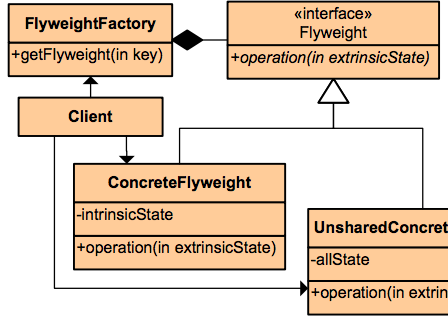 FlyweightFactory
+getFlyweight(in key)
«interface»
Flyweight
+operation(in extrinsicState)
Client
ConcreteFlyweight
-intrinsicState
+operation(in extrinsicState)
UnsharedConcret
-allState
+operation(in extrin